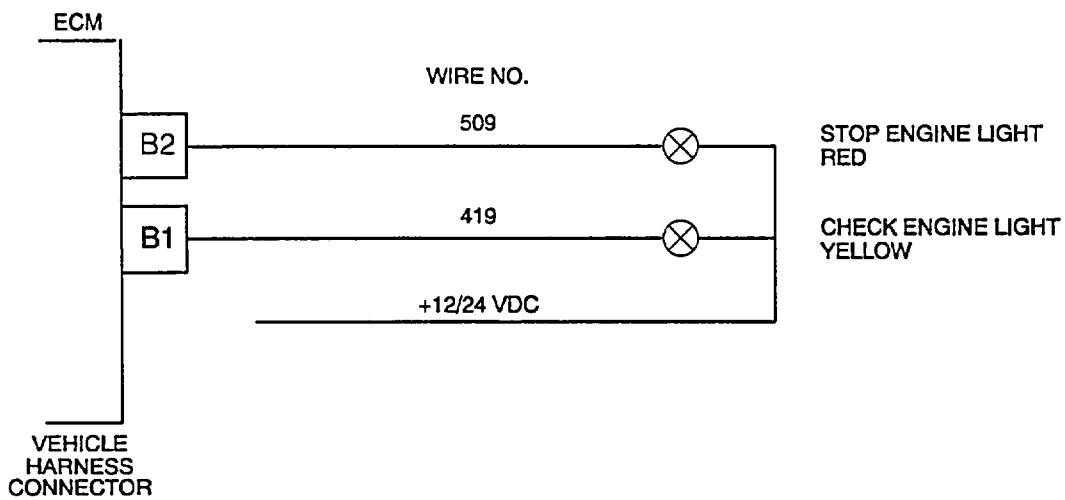 ECM
WIRE NO.
B2
509
STOP ENGINE LIGHT
RED
B1
419
CHECK ENGINE LIGHT
YELLOW
+12/24 VDC
VEHICLE
HARNESS
CONNECTOR